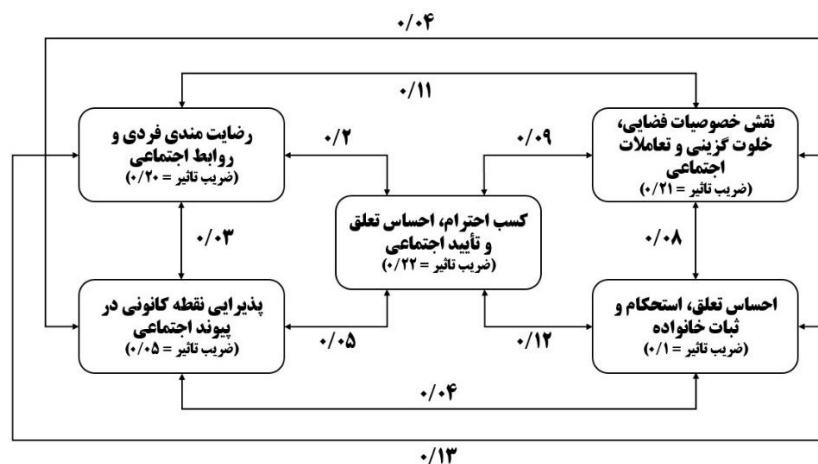 ۰/۰۴
۰/۱۱
نقش خصوصیات فضایی،
خلوت گزینی و تعاملات
اجتماعی
(ضریب تاثیر = ۰/۲۱)
رضایت مندی فردی و
روابط اجتماعی
(ضریب تاثیر = ۰/۲۰)
۰/۰۹
۰/۲
کسب احترام، احساس تعلق
و تأیید اجتماعی
(ضریب تاثیر = ۰/۲۲)
۰/۰۸
۰/۰۳
احساس تعلق، استحکام و
ثبات خانواده
(ضریب تاثیر = ۰/۱)
پذیرایی نقطه کانونی در
پیوند اجتماعی
(ضریب تاثیر = ۰/۰۵)
۰/۱۲
۰/۰۵
۰/۰۴
۰/۱۳